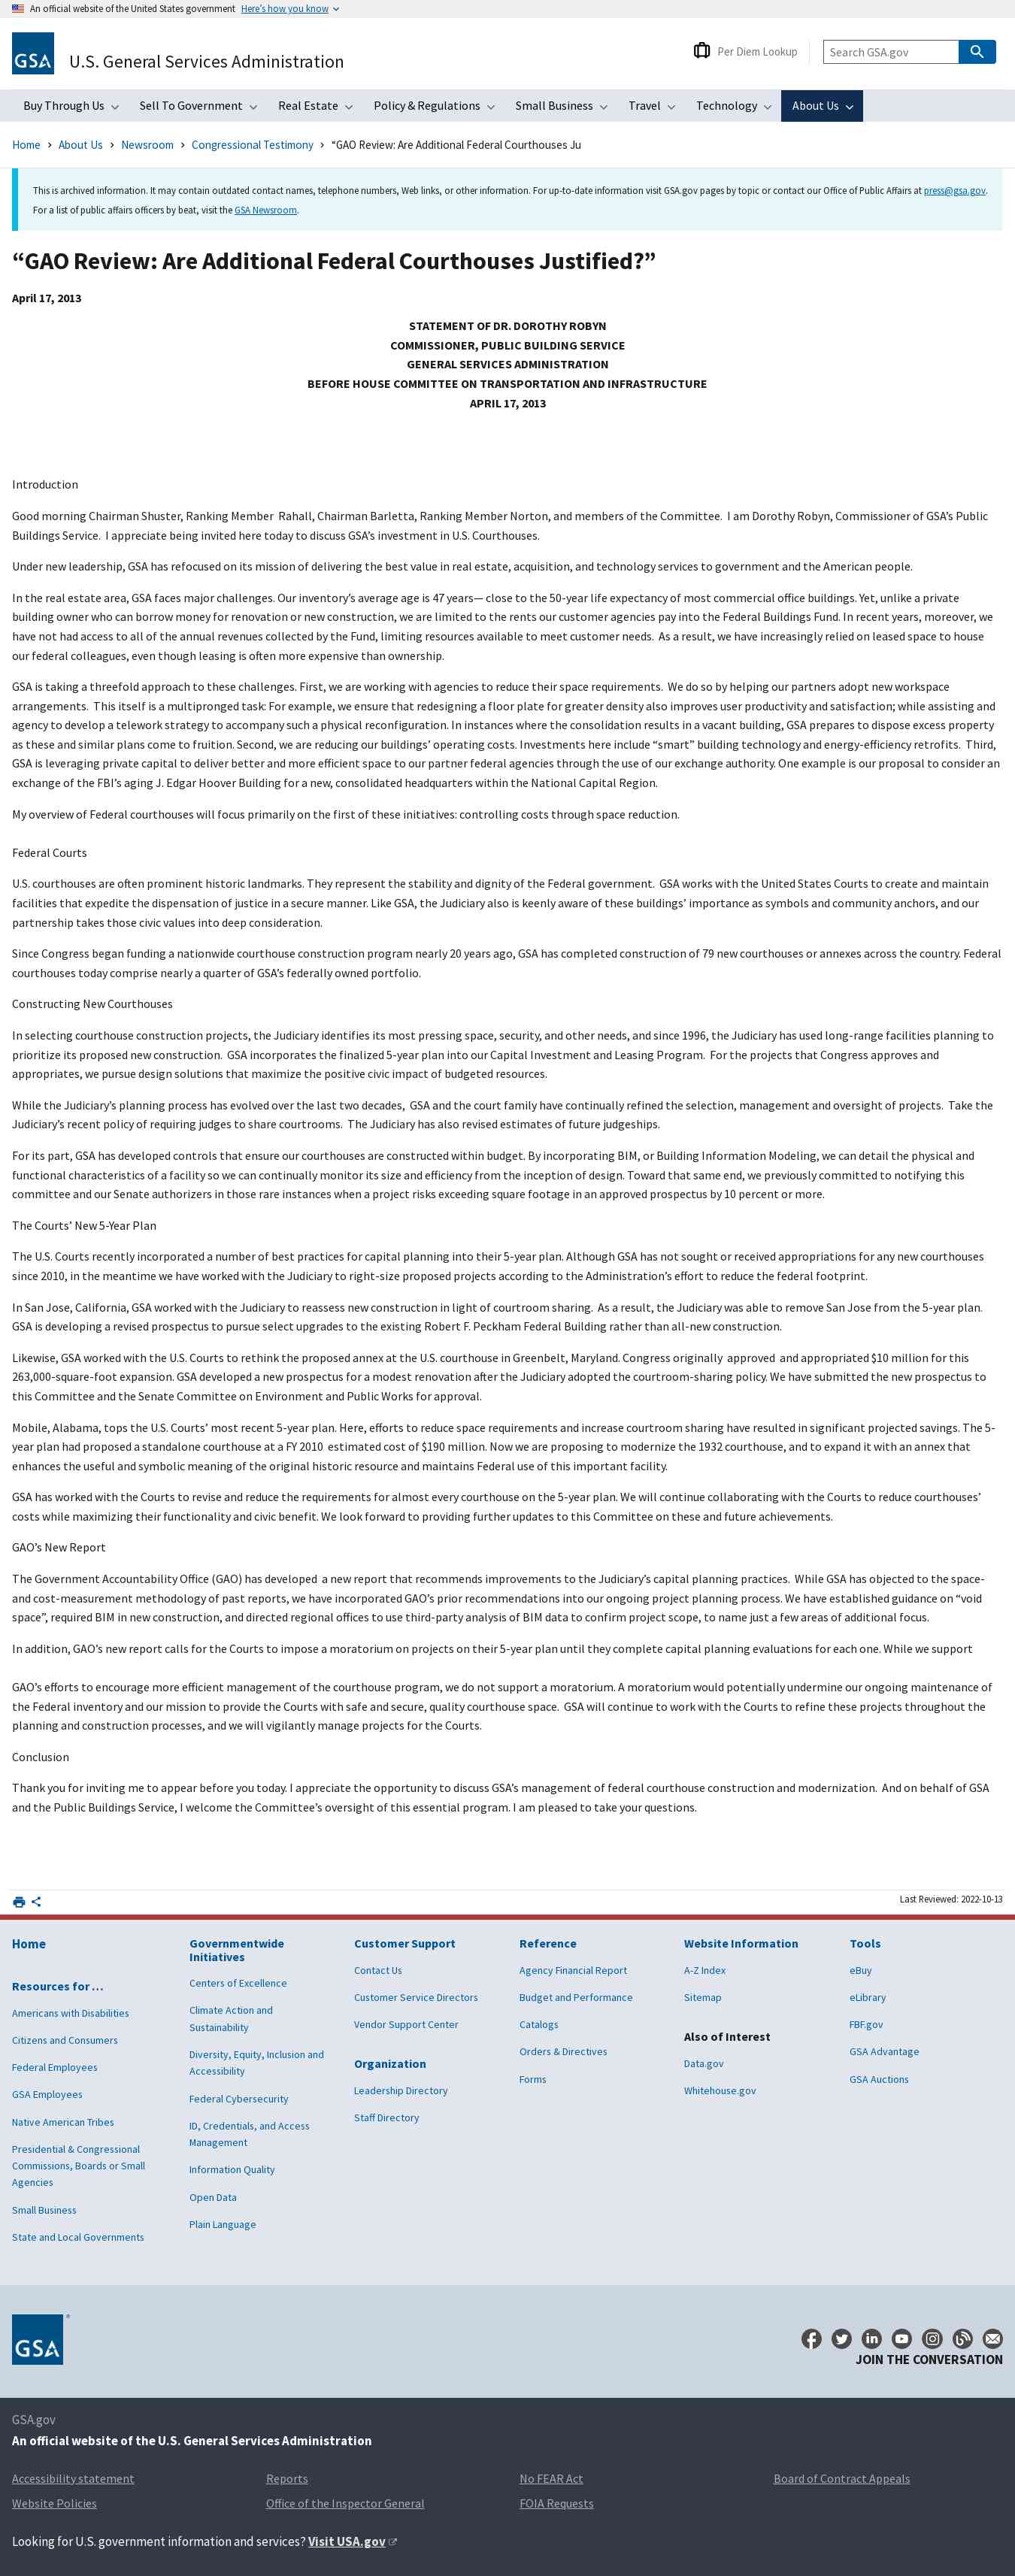 An official website of the United States government Here's how you know
GSA U.S. General Services Administration
Per Diem Lookup
Search GSA.gov
Buy Through Us Sell To Government Real Estate Policy & Regulations Small Business Travel Technology About Us
Home › About Us › Newsroom › Congressional Testimony › “GAO Review: Are Additional Federal Courthouses Ju
This is archived information. It may contain outdated contact names, telephone numbers, Web links, or other information. For up-to-date information visit GSA.gov pages by topic or contact our Office of Public Affairs at press@gsa.gov.
For a list of public affairs officers by beat, visit the GSA Newsroom.
“GAO Review: Are Additional Federal Courthouses Justified?”
April 17, 2013
STATEMENT OF DR. DOROTHY ROBYN
COMMISSIONER, PUBLIC BUILDING SERVICE
GENERAL SERVICES ADMINISTRATION
BEFORE HOUSE COMMITTEE ON TRANSPORTATION AND INFRASTRUCTURE
APRIL 17, 2013
Introduction
Good morning Chairman Shuster, Ranking Member Rahall, Chairman Barletta, Ranking Member Norton, and members of the Committee. I am Dorothy Robyn, Commissioner of GSA’s Public
Buildings Service. I appreciate being invited here today to discuss GSA’s investment in U.S. Courthouses.
Under new leadership, GSA has refocused on its mission of delivering the best value in real estate, acquisition, and technology services to government and the American people.
In the real estate area, GSA faces major challenges. Our inventory’s average age is 47 years— close to the 50-year life expectancy of most commercial office buildings. Yet, unlike a private
building owner who can borrow money for renovation or new construction, we are limited to the rents our customer agencies pay into the Federal Buildings Fund. In recent years, moreover, we
have not had access to all of the annual revenues collected by the Fund, limiting resources available to meet customer needs. As a result, we have increasingly relied on leased space to house
our federal colleagues, even though leasing is often more expensive than ownership.
GSA is taking a threefold approach to these challenges. First, we are working with agencies to reduce their space requirements. We do so by helping our partners adopt new workspace
arrangements. This itself is a multipronged task: For example, we ensure that redesigning a floor plate for greater density also improves user productivity and satisfaction; while assisting and
agency to develop a telework strategy to accompany such a physical reconfiguration. In instances where the consolidation results in a vacant building, GSA prepares to dispose excess property
as these and similar plans come to fruition. Second, we are reducing our buildings’ operating costs. Investments here include “smart” building technology and energy-efficiency retrofits. Third,
GSA is leveraging private capital to deliver better and more efficient space to our partner federal agencies through the use of our exchange authority. One example is our proposal to consider an
exchange of the FBI’s aging J. Edgar Hoover Building for a new, consolidated headquarters within the National Capital Region.
My overview of Federal courthouses will focus primarily on the first of these initiatives: controlling costs through space reduction.
Federal Courts
U.S. courthouses are often prominent historic landmarks. They represent the stability and dignity of the Federal government. GSA works with the United States Courts to create and maintain
facilities that expedite the dispensation of justice in a secure manner. Like GSA, the Judiciary also is keenly aware of these buildings’ importance as symbols and community anchors, and our
partnership takes those civic values into deep consideration.
Since Congress began funding a nationwide courthouse construction program nearly 20 years ago, GSA has completed construction of 79 new courthouses or annexes across the country. Federal
courthouses today comprise nearly a quarter of GSA’s federally owned portfolio.
Constructing New Courthouses
In selecting courthouse construction projects, the Judiciary identifies its most pressing space, security, and other needs, and since 1996, the Judiciary has used long-range facilities planning to
prioritize its proposed new construction. GSA incorporates the finalized 5-year plan into our Capital Investment and Leasing Program. For the projects that Congress approves and
appropriates, we pursue design solutions that maximize the positive civic impact of budgeted resources.
While the Judiciary’s planning process has evolved over the last two decades, GSA and the court family have continually refined the selection, management and oversight of projects. Take the
Judiciary’s recent policy of requiring judges to share courtrooms. The Judiciary has also revised estimates of future judgeships.
For its part, GSA has developed controls that ensure our courthouses are constructed within budget. By incorporating BIM, or Building Information Modeling, we can detail the physical and
functional characteristics of a facility so we can continually monitor its size and policy and efficiency metrics from the inception of design. Toward that same end, we previously committed to notifying this
committee and our Senate authorizers in those rare instances when a project risks exceeding square footage in an approved prospectus by 10 percent or more.
The Courts’ New 5-Year Plan
The U.S. Courts recently incorporated a number of best practices for capital planning into their 5-year plan. Although GSA has not sought or received appropriations for any new courthouses
since 2010, in the meantime we have worked with the Judiciary to right-size proposed projects according to the Administration’s effort to reduce the federal footprint.
In San Jose, California, GSA worked with the Judiciary to reassess new construction in light of courtroom sharing. As a result, the Judiciary was able to remove San Jose from the 5-year plan.
GSA is developing a revised prospectus to pursue select upgrades to the existing Robert F. Peckham Federal Building rather than all-new construction.
Likewise, GSA worked with the U.S. Courts to rethink the proposed annex at the U.S. courthouse in Greenbelt, Maryland. Congress originally approved and appropriated $10 million for this
263,000-square-foot expansion. GSA developed a new prospectus for a modest renovation after the Judiciary adopted the courtroom-sharing policy. We have submitted the new prospectus to
this Committee and the Senate Committee on Environment and Public Works for approval.
Mobile, Alabama, tops the U.S. Courts’ most recent 5-year plan. Here, efforts to reduce space requirements and increase courtroom sharing have resulted in significant projected savings. The 5-
year plan had proposed a standalone courthouse at a FY 2010 estimated cost of $190 million. Now we are proposing to modernize the 1932 courthouse, and to expand it with an annex that
enhances the useful and symbolic meaning of the original historic resource and maintains Federal use of this important facility.
GSA has worked with the Courts to revise and reduce the requirements for almost every courthouse on the 5-year plan. We will continue collaborating with the Courts to reduce courthouses’
costs while maximizing their functionality and civic benefit. We look forward to providing further updates to this Committee on these and future achievements.
GAO’s New Report
The Government Accountability Office (GAO) has developed a new report that recommends improvements to the Judiciary’s capital planning practices. While GSA has objected to the space-
and cost-measurement methodology of past reports, we have incorporated GAO’s prior recommendations into our ongoing project planning process. We have established guidance on “void
space”, required BIM in new construction, and directed regional offices to use third-party analysis of BIM data to confirm project scope, to name just a few areas of additional focus.
In addition, GAO’s new report calls for the Courts to impose a moratorium on projects on their 5-year plan until they complete capital planning evaluations for each one. While we support
GAO’s efforts to encourage more efficient management of the courthouse program, we do not support a moratorium. A moratorium would potentially undermine our ongoing maintenance of
the Federal inventory and our mission to provide the Courts with safe and secure, quality courthouse space. GSA will continue to work with the Courts to refine these projects throughout the
planning and construction processes, and we will vigilantly manage projects for the Courts.
Conclusion
Thank you for inviting me to appear before you today. I appreciate the opportunity to discuss GSA’s management of federal courthouse construction and modernization. And on behalf of GSA
and the Public Buildings Service, I welcome the Committee’s oversight of this essential program. I am pleased to take your questions.
Last Reviewed: 2022-10-13
Home
Resources for …
Americans with Disabilities
Citizens and Consumers
Federal Employees
GSA Employees
Native American Tribes
Presidential & Congressional
Commissions, Boards or Small
Agencies
Small Business
State and Local Governments
Governmentwide
Initiatives
Centers of Excellence
Climate Action and
Sustainability
Diversity, Equity, Inclusion and
Accessibility
Federal Cybersecurity
ID, Credentials, and Access
Management
Information Quality
Open Data
Plain Language
Customer Support
Contact Us
Customer Service Directors
Vendor Support Center
Organization
Leadership Directory
Staff Directory
Reference
Agency Financial Report
Budget and Performance
Catalogs
Orders & Directives
Forms
Website Information
A-Z Index
Sitemap
Also of Interest
Data.gov
Whitehouse.gov
Tools
eBuy
eLibrary
FBF.gov
GSA Advantage
GSA Auctions
GSA ®
JOIN THE CONVERSATION
GSA.gov
An official website of the U.S. General Services Administration
Accessibility statement Reports No FEAR Act Board of Contract Appeals
Website Policies Office of the Inspector General FOIA Requests
Looking for U.S. government information and services? Visit USA.gov